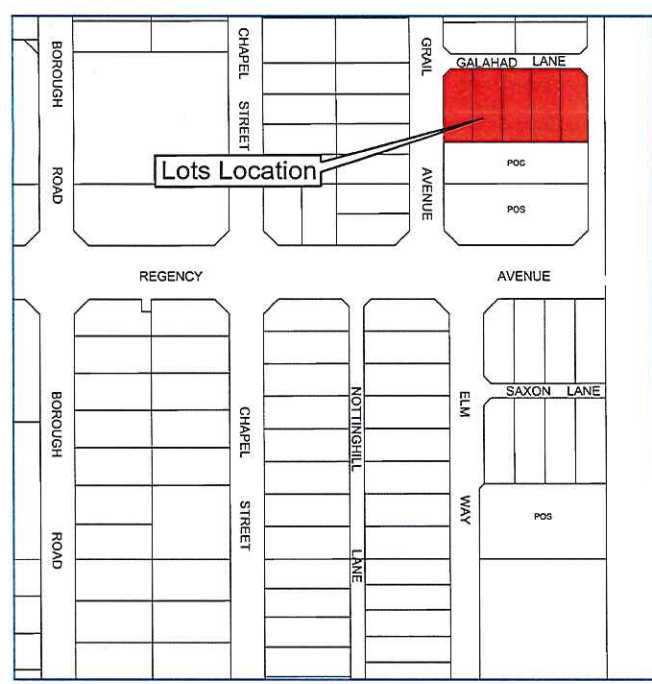 BOROUGH
ROAD
CHAPEL
STREET
GRAIL
AVENUE
GALAHAD LANE
Lots Location
POS
POS
REGENCY AVENUE
BOROUGH
ROAD
CHAPEL
STREET
NOTTINGHILL
LANE
ELM
WAY
SAXON LANE
POS